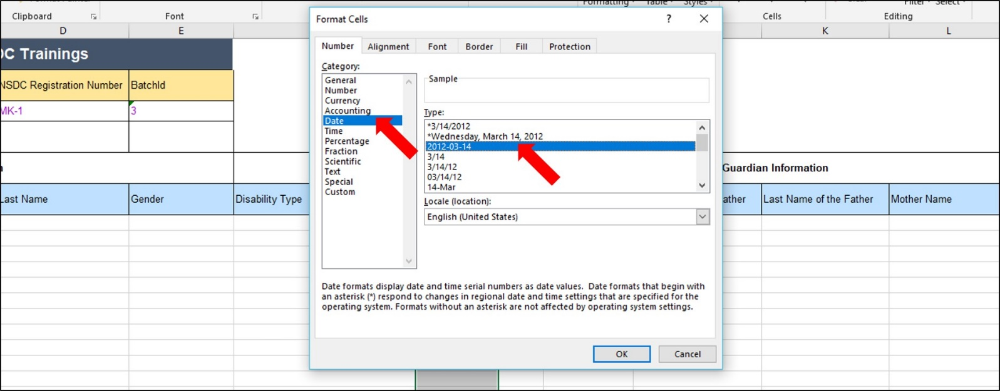 Formatting Table Styles
Filter Select
Clipboard
Font
Cells
Editing
D
E
K
L
Format Cells
?
Number
Alignment
Font
Border
Fill
Protection
Category:
General
Number
Currency
Accounting
Date
Time
Percentage
Fraction
Scientific
Text
Special
Custom
Sample
Type:
*3/14/2012
*Wednesday, March 14, 2012
2012-03-14
3/14
3/14/12
03/14/12
14-Mar
Locale (location):
English (United States)
Date formats display date and time serial numbers as date values. Date formats that begin with
an asterisk (*) respond to changes in regional date and time settings that are specified for the
operating system. Formats without an asterisk are not affected by operating system settings.
OK
Cancel
DC Trainings
NSDC Registration Number
BatchId
MK-1
3
Guardian Information
Last Name
Gender
Disability Type
ather
Last Name of the Father
Mother Name